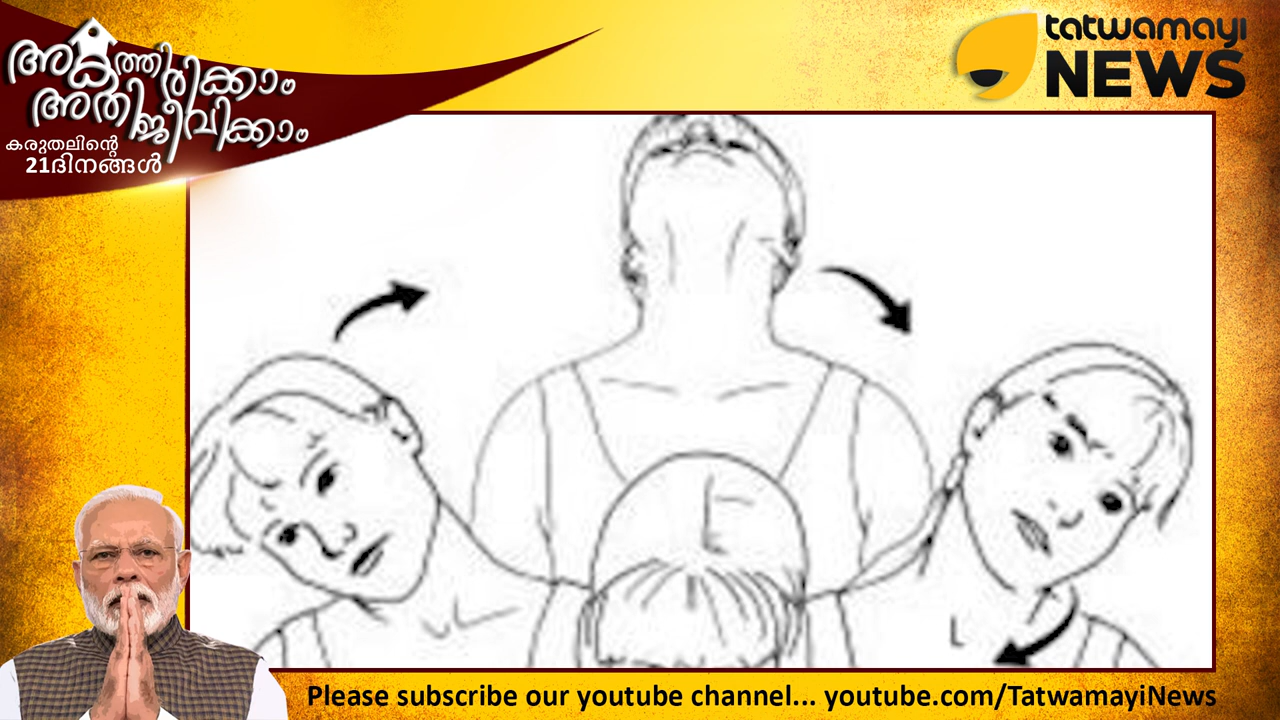 അകത്തിരിക്കാം
അതിജീവിക്കാം
കരുതലിന്റെ
21ദിനങ്ങൾ
tatwamayi
NEWS
L
Please subscribe our youtube channel... youtube.com/TatwamayiNews